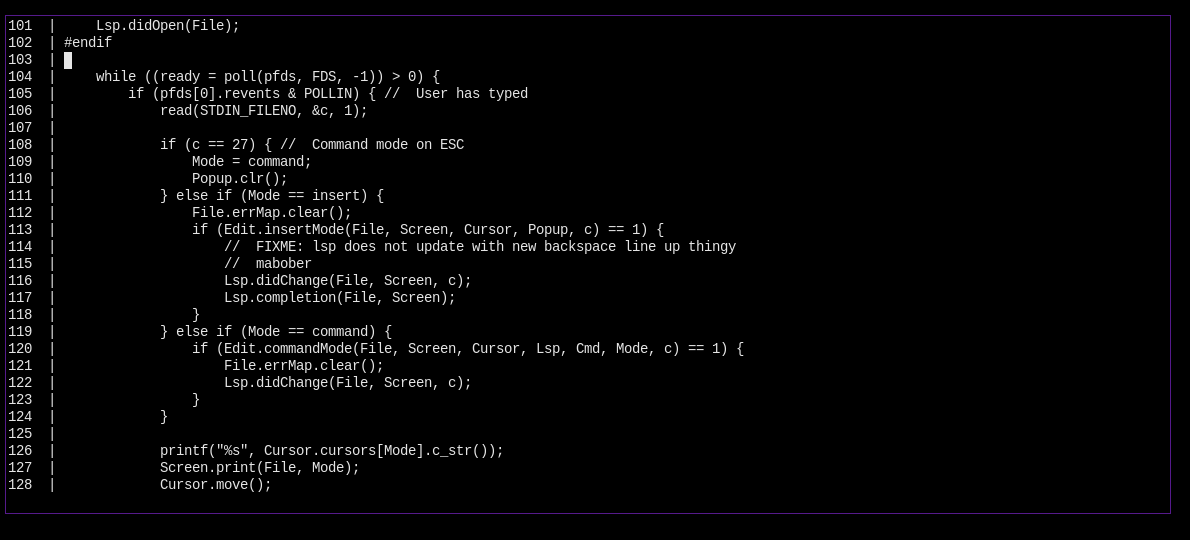 101  |     Lsp.didOpen(File);
102  | #endif
103  |
104  |     while ((ready = poll(pfds, FDS, -1)) > 0) {
105  |         if (pfds[0].revents & POLLIN) { //  User has typed
106  |             read(STDIN_FILENO, &c, 1);
107  |
108  |             if (c == 27) { //  Command mode on ESC
109  |                 Mode = command;
110  |                 Popup.clr();
111  |             } else if (Mode == insert) {
112  |                 File.errMap.clear();
113  |                 if (Edit.insertMode(File, Screen, Cursor, Popup, c) == 1) {
114  |                     //  FIXME: lsp does not update with new backspace line up thingy
115  |                     //  mabober
116  |                     Lsp.didChange(File, Screen, c);
117  |                     Lsp.completion(File, Screen);
118  |                 }
119  |             } else if (Mode == command) {
120  |                 if (Edit.commandMode(File, Screen, Cursor, Lsp, Cmd, Mode, c) == 1) {
121  |                     File.errMap.clear();
122  |                     Lsp.didChange(File, Screen, c);
123  |                 }
124  |             }
125  |
126  |             printf("%s", Cursor.cursors[Mode].c_str());
127  |             Screen.print(File, Mode);
128  |             Cursor.move();